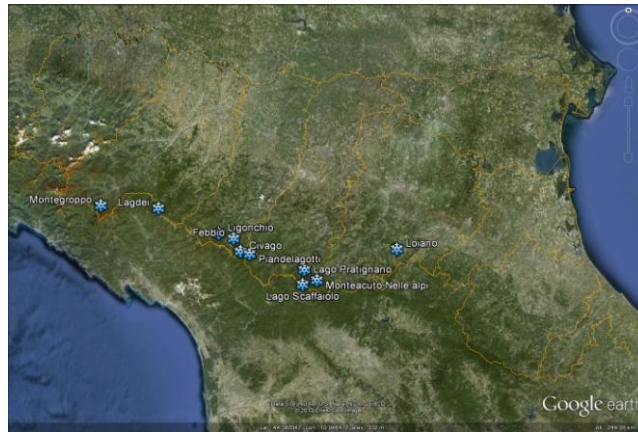 Montegroppo
Lagdei
Febbio
Ligonchio
Civago
Piandelagotti
Loiano
Lago Pratignano
Monteacuto Nelle alpi
Lago Scaffaiolo
Google earth